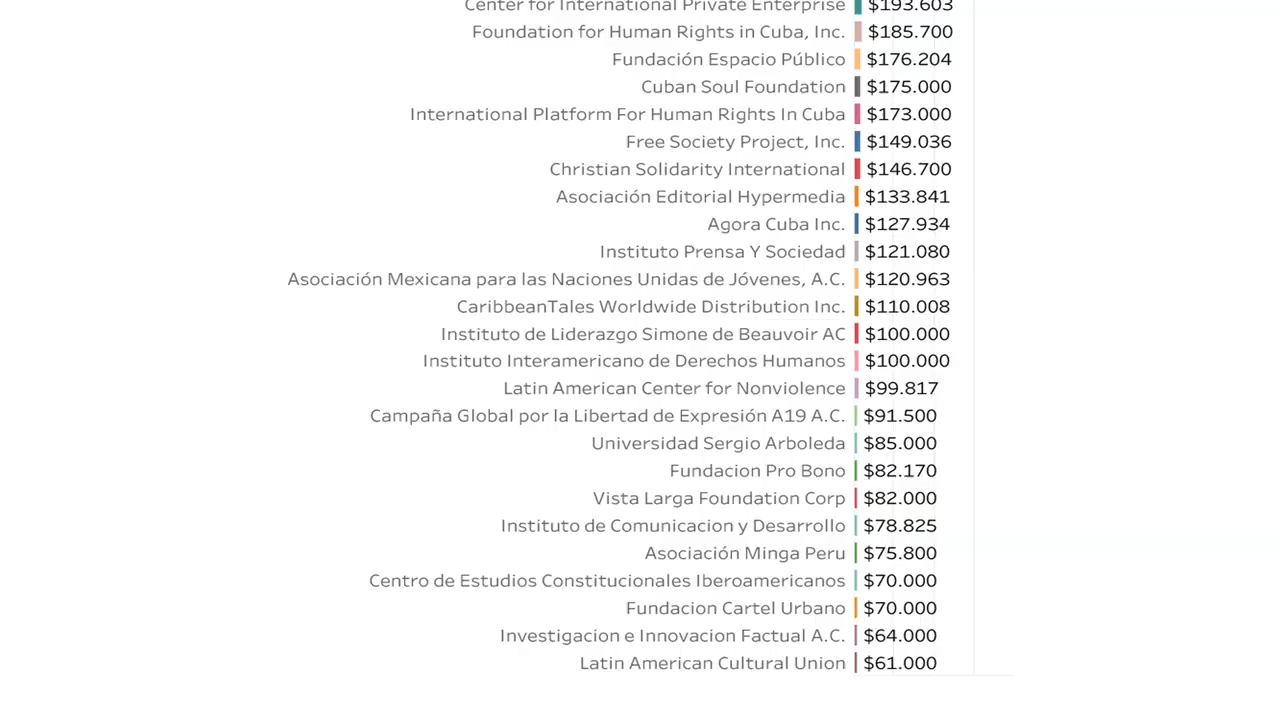 Center for International Private Enterprise $193.603
Foundation for Human Rights in Cuba, Inc. $185.700
Fundación Espacio Público $176.204
Cuban Soul Foundation $175.000
International Platform For Human Rights In Cuba $173.000
Free Society Project, Inc. $149.036
Christian Solidarity International $146.700
Asociación Editorial Hypermedia $133.841
Agora Cuba Inc. $127.934
Instituto Prensa Y Sociedad $121.080
Asociación Mexicana para las Naciones Unidas de Jóvenes, A.C. $120.963
CaribbeanTales Worldwide Distribution Inc. $110.008
Instituto de Liderazgo Simone de Beauvoir AC $100.000
Instituto Interamericano de Derechos Humanos $100.000
Latin American Center for Nonviolence $99.817
Campaña Global por la Libertad de Expresión A19 A.C. $91.500
Universidad Sergio Arboleda $85.000
Fundacion Pro Bono $82.170
Vista Larga Foundation Corp $82.000
Instituto de Comunicacion y Desarrollo $78.825
Asociación Minga Peru $75.800
Centro de Estudios Constitucionales Iberoamericanos $70.000
Fundacion Cartel Urbano $70.000
Investigacion e Innovacion Factual A.C. $64.000
Latin American Cultural Union $61.000